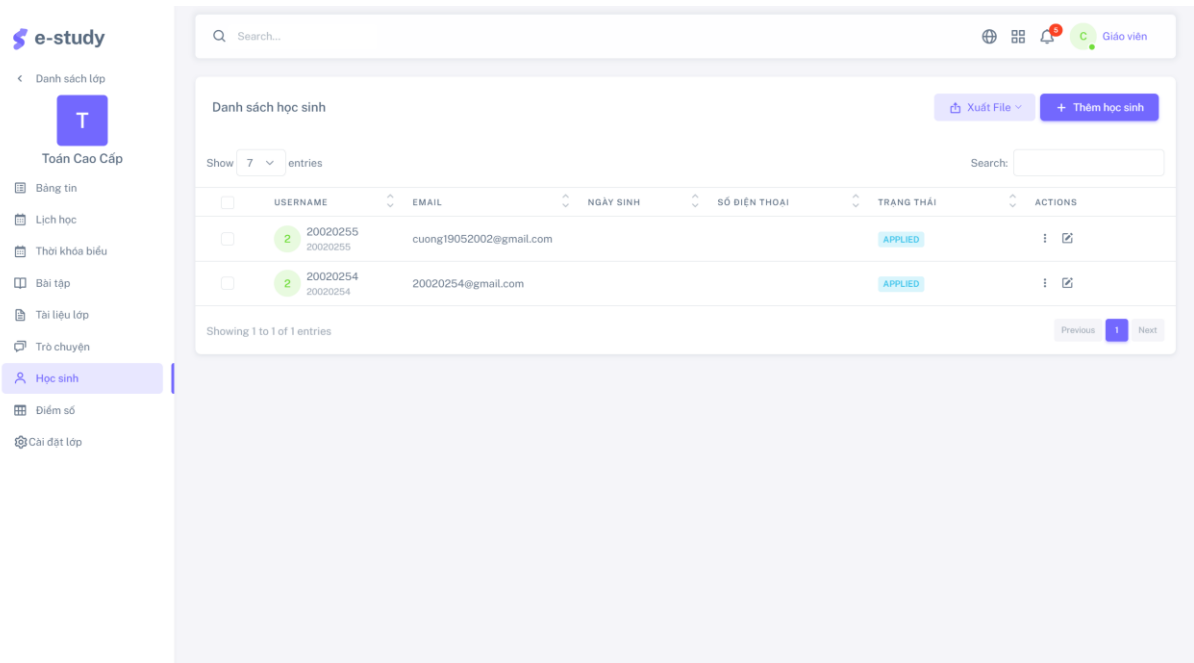 e-study
Search...
5
C
Giáo viên
Danh sách lớp
T
Toán Cao Cấp
Bảng tin
Lịch học
Thời khóa biểu
Bài tập
Tài liệu lớp
Trò chuyện
Học sinh
Điểm số
Cài đặt lớp
Danh sách học sinh
Xuất File
+ Thêm học sinh
Show 7 entries
Search:
USERNAME EMAIL NGÀY SINH SỐ ĐIỆN THOẠI TRẠNG THÁI ACTIONS
2 20020255 cuong19052002@gmail.com APPLIED
20020255
2 20020254 20020254@gmail.com APPLIED
20020254
Showing 1 to 1 of 1 entries
Previous 1 Next